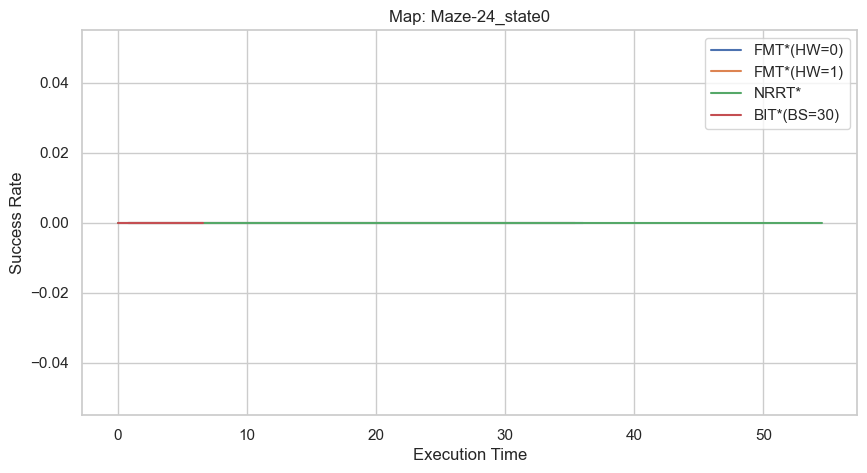 Map: Maze-24_state0
FMT*(HW=0)
FMT*(HW=1)
NRRT*
BIT*(BS=30)
0.04
0.02
0.00
−0.02
−0.04
Success Rate
0
10
20
30
40
50
Execution Time